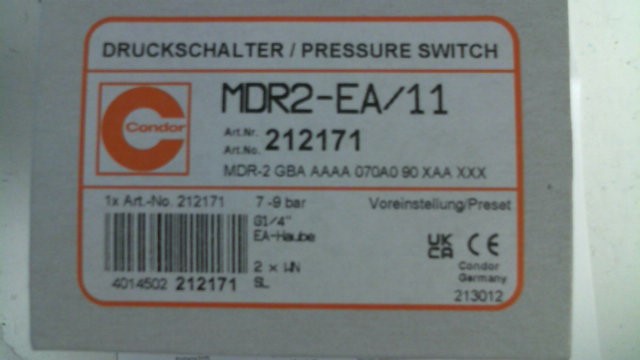 DRUCKSCHALTER / PRESSURE SWITCH
Condor
MDR2-EA/11
Art.Nr.
Art.No. 212171
MDR-2 GBA AAAA 070A0 90 XAA XXX
1x Art.-No. 212171 7 -9 bar Voreinstellung/Preset
G1/4"
EA-Haube
UK CA CE
2 x WN
4014502 212171 SL
Condor
Germany
213012